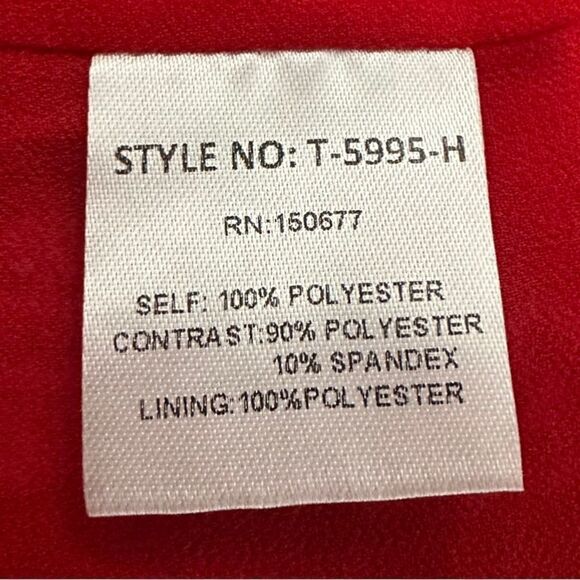 STYLE NO: T-5995-H
RN:150677
SELF: 100% POLYESTER
CONTRAST:90% POLYESTER
10% SPANDEX
LINING:100%POLYESTER